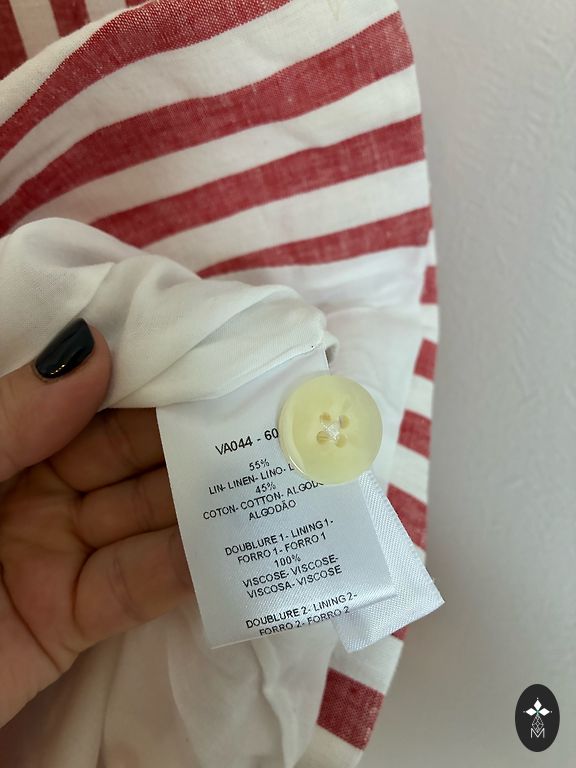 VA044 - 60
55%
LIN- LINEN- LINO-
45%
COTON- COTTON-
ALGODÃO
DOUBLURE 1- LINING 1-
FORRO 1- FORRO 1
100%
VISCOSE- VISCOSE-
VISCOSA- VISCOSE
DOUBLURE 2- LINING 2-
FORRO 2- FORRO 2
M